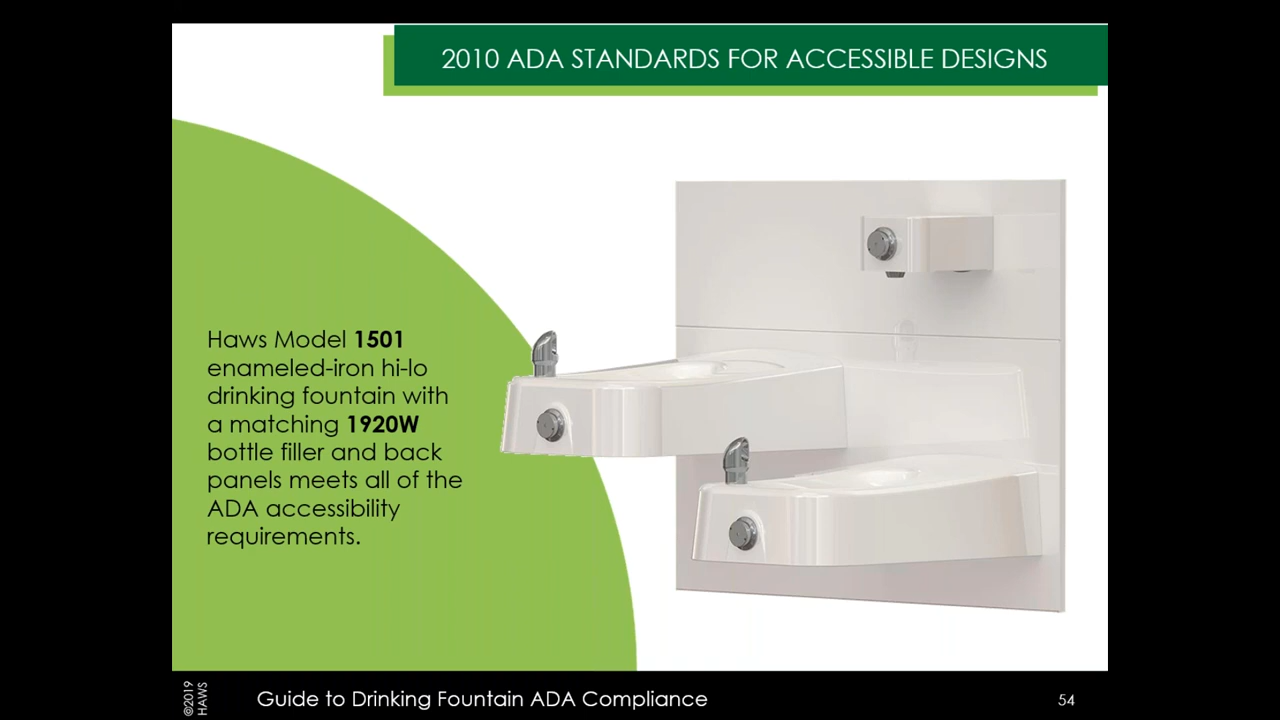 2010 ADA STANDARDS FOR ACCESSIBLE DESIGNS
Haws Model 1501
enameled-iron hi-lo
drinking fountain with
a matching 1920W
bottle filler and back
panels meets all of the
ADA accessibility
requirements.
©2019
HAWS
Guide to Drinking Fountain ADA Compliance
54